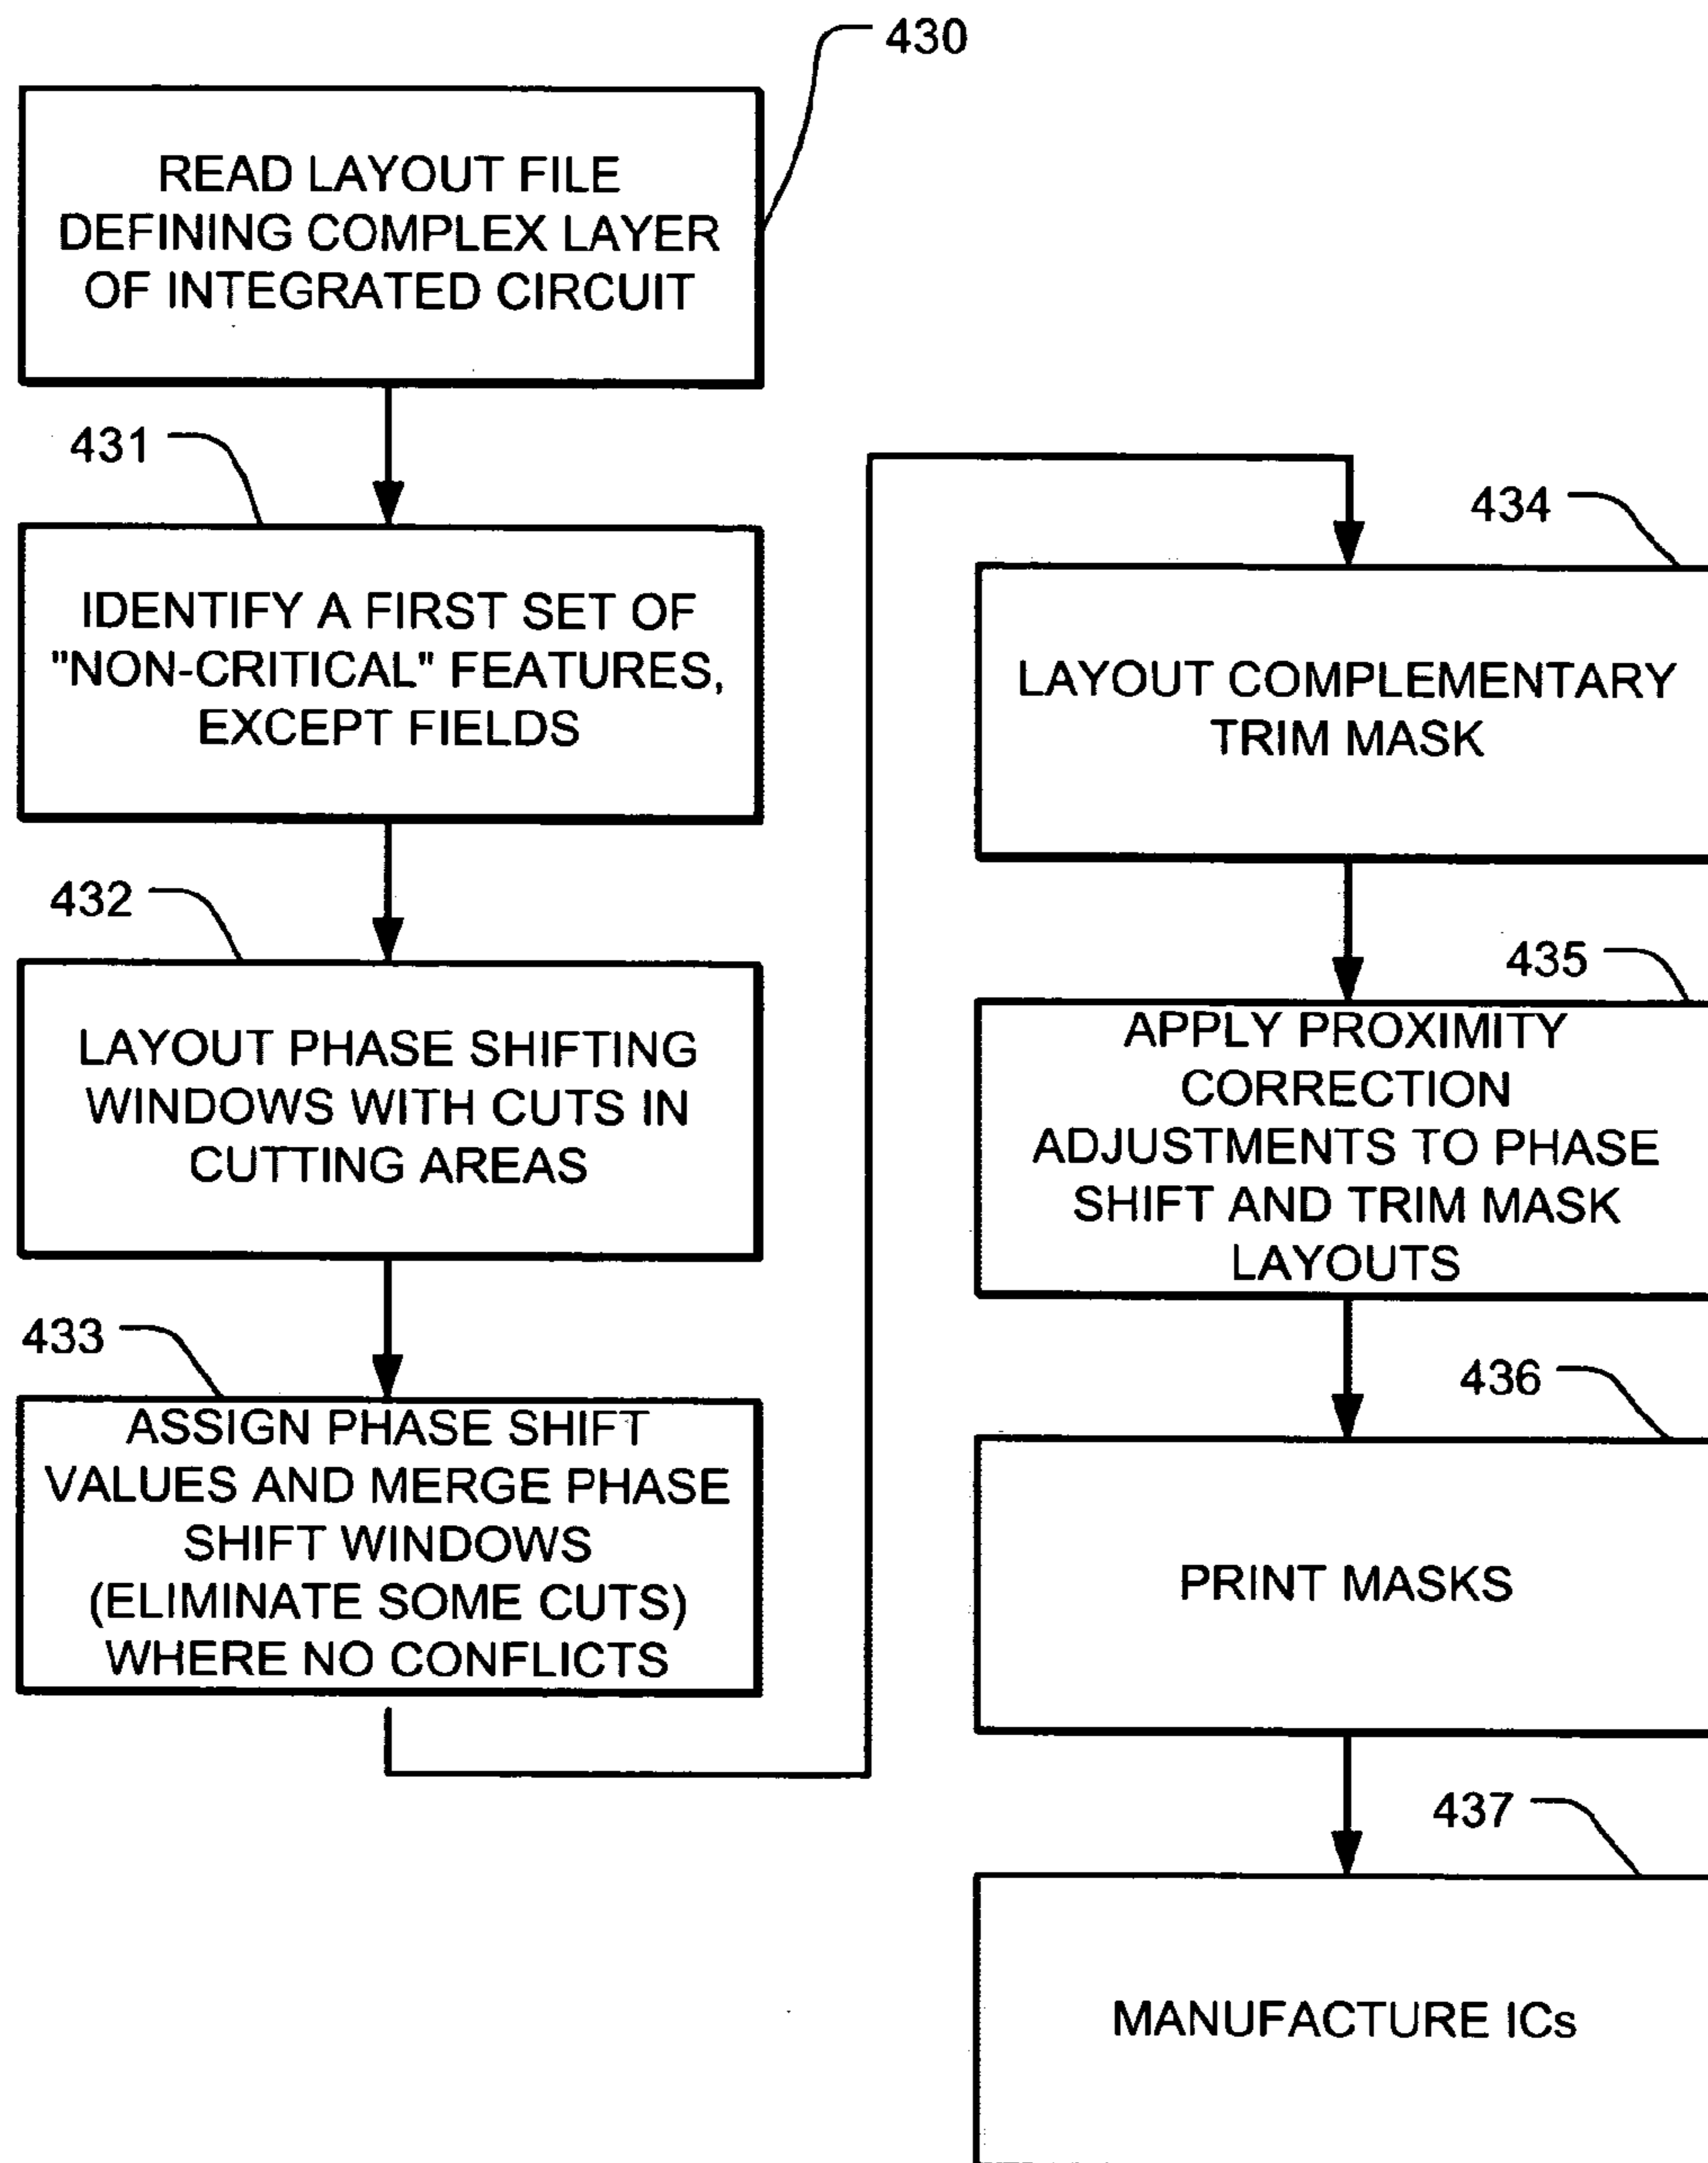 430
READ LAYOUT FILE
DEFINING COMPLEX LAYER
OF INTEGRATED CIRCUIT
431
IDENTIFY A FIRST SET OF
"NON-CRITICAL" FEATURES,
EXCEPT FIELDS
432
LAYOUT PHASE SHIFTING
WINDOWS WITH CUTS IN
CUTTING AREAS
433
ASSIGN PHASE SHIFT
VALUES AND MERGE PHASE
SHIFT WINDOWS
(ELIMINATE SOME CUTS)
WHERE NO CONFLICTS
434
LAYOUT COMPLEMENTARY
TRIM MASK
435
APPLY PROXIMITY
CORRECTION
ADJUSTMENTS TO PHASE
SHIFT AND TRIM MASK
LAYOUTS
436
PRINT MASKS
437
MANUFACTURE ICs